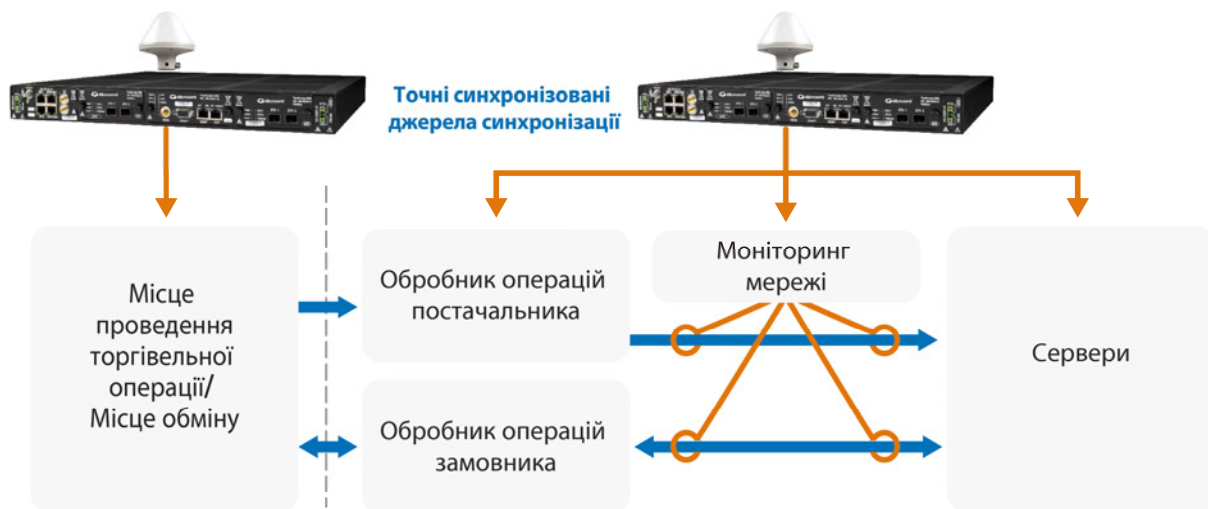 Точні синхронізовані
джерела синхронізації
Місце
проведення
торгівельної
операції/
Місце обміну
Обробник операцій
постачальника
Моніторинг
мережі
Обробник операцій
замовника
Сервери